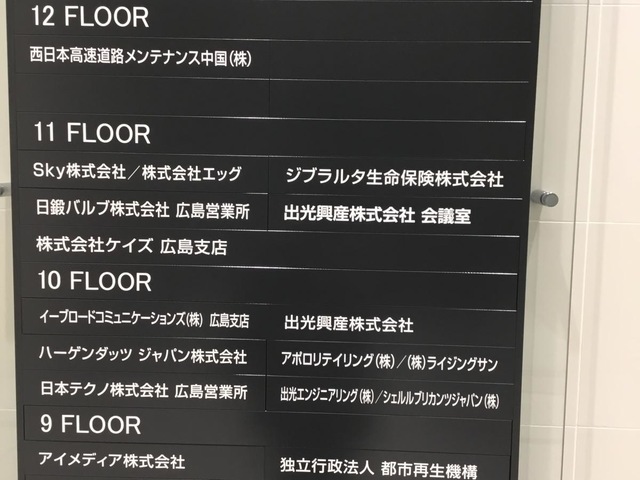 12 FLOOR
西日本高速道路メンテナンス中国(株)
11 FLOOR
Sky株式会社／株式会社エッグ
ジブラルタ生命保険株式会社
日鍛バルブ株式会社 広島営業所
出光興産株式会社 会議室
株式会社ケイズ 広島支店
10 FLOOR
イーブロードコミュニケーションズ(株) 広島支店
出光興産株式会社
ハーゲンダッツ ジャパン株式会社
アポロリテイリング(株)／(株)ライジングサン
日本テクノ株式会社 広島営業所
出光エンジニアリング(株)／シェルルブリカンツジャパン(株)
9 FLOOR
アイメディア株式会社
独立行政法人 都市再生機構